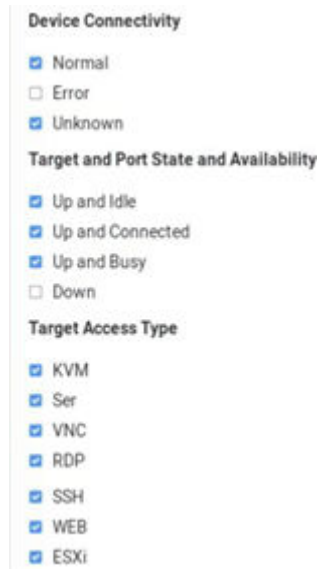 Device Connectivity
Normal
Error
Unknown
Target and Port State and Availability
Up and Idle
Up and Connected
Up and Busy
Down
Target Access Type
KVM
Ser
VNC
RDP
SSH
WEB
ESXi